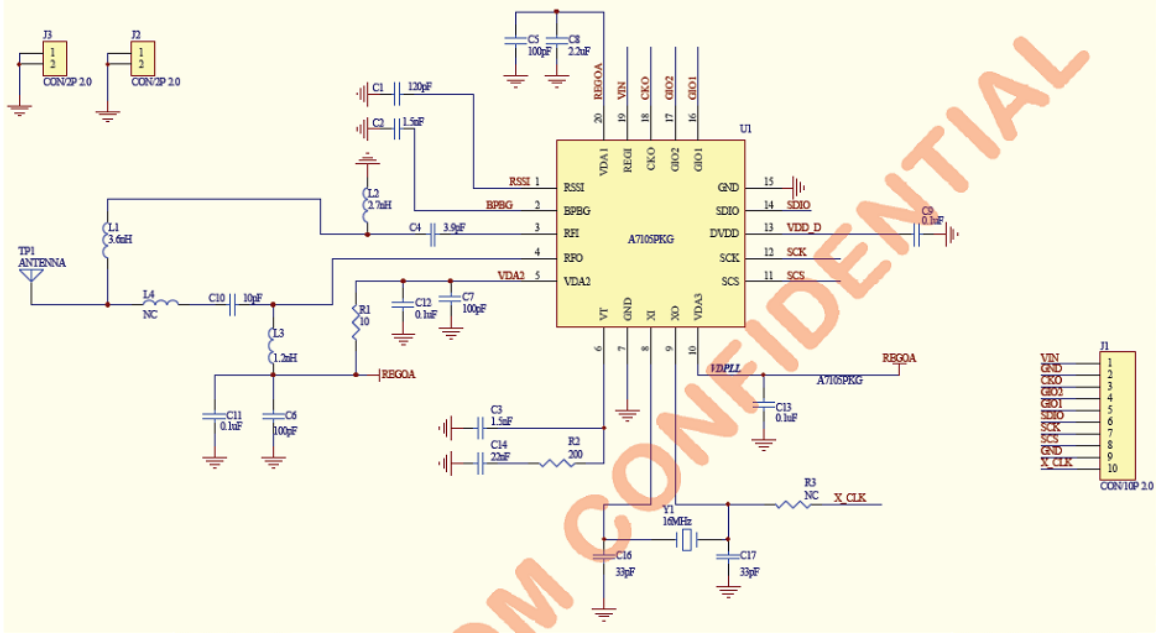 J3
1
2
CON/2P 2.0
J2
1
2
CON/2P 2.0
C5
100pF
C8
2.2uF
REGOA
VIN
CKO
GIO2
GIO1
20
19
18
17
16
C1
120pF
C2
1.5nF
U1
VDA1
REGI
CKO
GIO2
GIO1
RSSI 1 RSSI
BPBG 2 BPBG
3 RFI
4 RFO
VDA2 5 VDA2
GND 15
SDIO 14 SDIO
DVDD 13 VDD_D
SCK 12 SCK
SCS 11 SCS
A7105PKG
C9
0.1uF
L2
2.7nH
C4 3.9pF
L1
3.6nH
TP1
ANTENNA
L4
NC
C10 10pF
L3
1.2nH
R1
10
C12
0.1uF
C7
100pF
REGOA
C11
0.1uF
C6
100pF
VT
GND
XI
XO
VDA3
6
7
8
9
10
VDPLL
REGOA
A7105PKG
C13
0.1uF
C3
1.5nF
C14
22nF
R2
200
Y1
16MHz
R3
NC
X_CLK
C16
33pF
C17
33pF
J1
VIN 1
GND 2
CKO 3
GIO2 4
GIO1 5
SDIO 6
SCK 7
SCS 8
GND 9
X_CLK 10
CON/10P 2.0
OM CONFIDENTIAL